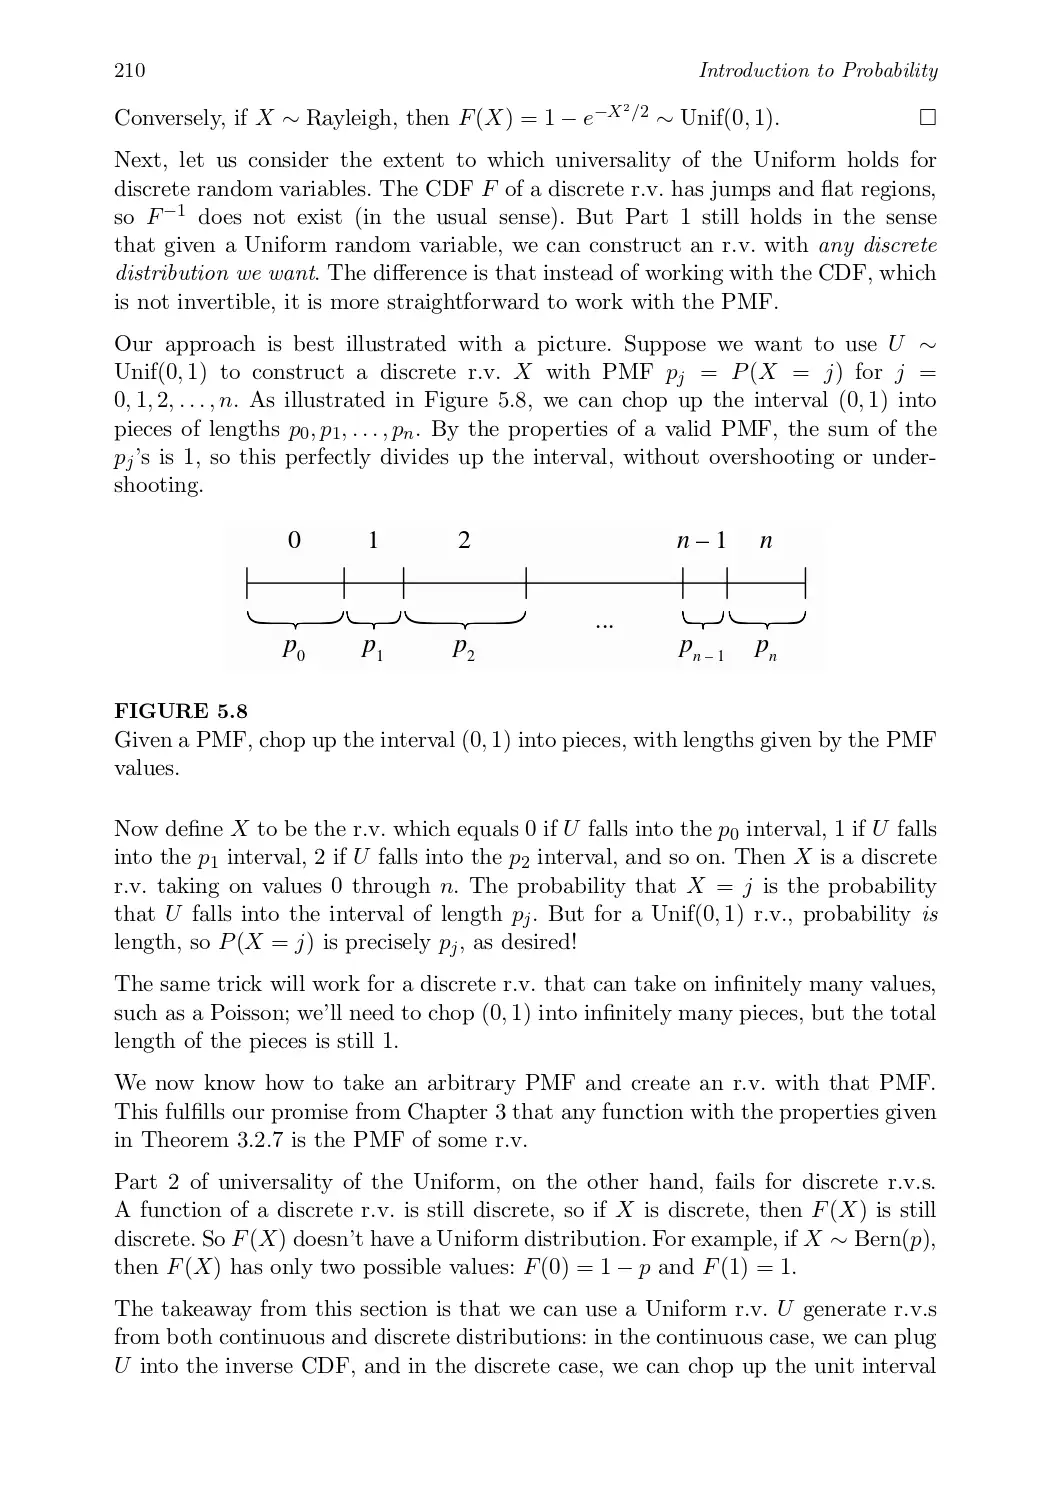 210 Introduction to Probability
Conversely, if X ∼ Rayleigh, then F(X) = 1 − e^{−X²/2} ∼ Unif(0, 1). □
Next, let us consider the extent to which universality of the Uniform holds for
discrete random variables. The CDF F of a discrete r.v. has jumps and flat regions,
so F^{−1} does not exist (in the usual sense). But Part 1 still holds in the sense
that given a Uniform random variable, we can construct an r.v. with any discrete
distribution we want. The difference is that instead of working with the CDF, which
is not invertible, it is more straightforward to work with the PMF.
Our approach is best illustrated with a picture. Suppose we want to use U ∼
Unif(0, 1) to construct a discrete r.v. X with PMF p_j = P(X = j) for j =
0, 1, 2, . . . , n. As illustrated in Figure 5.8, we can chop up the interval (0, 1) into
pieces of lengths p_0, p_1, . . . , p_n. By the properties of a valid PMF, the sum of the
p_j's is 1, so this perfectly divides up the interval, without overshooting or under-
shooting.
0 1 2 n – 1 n
...
p_0 p_1 p_2 p_{n – 1} p_n
FIGURE 5.8
Given a PMF, chop up the interval (0, 1) into pieces, with lengths given by the PMF
values.
Now define X to be the r.v. which equals 0 if U falls into the p_0 interval, 1 if U falls
into the p_1 interval, 2 if U falls into the p_2 interval, and so on. Then X is a discrete
r.v. taking on values 0 through n. The probability that X = j is the probability
that U falls into the interval of length p_j. But for a Unif(0, 1) r.v., probability is
length, so P(X = j) is precisely p_j, as desired!
The same trick will work for a discrete r.v. that can take on infinitely many values,
such as a Poisson; we'll need to chop (0, 1) into infinitely many pieces, but the total
length of the pieces is still 1.
We now know how to take an arbitrary PMF and create an r.v. with that PMF.
This fulfills our promise from Chapter 3 that any function with the properties given
in Theorem 3.2.7 is the PMF of some r.v.
Part 2 of universality of the Uniform, on the other hand, fails for discrete r.v.s.
A function of a discrete r.v. is still discrete, so if X is discrete, then F(X) is still
discrete. So F(X) doesn't have a Uniform distribution. For example, if X ∼ Bern(p),
then F(X) has only two possible values: F(0) = 1 − p and F(1) = 1.
The takeaway from this section is that we can use a Uniform r.v. U generate r.v.s
from both continuous and discrete distributions: in the continuous case, we can plug
U into the inverse CDF, and in the discrete case, we can chop up the unit interval